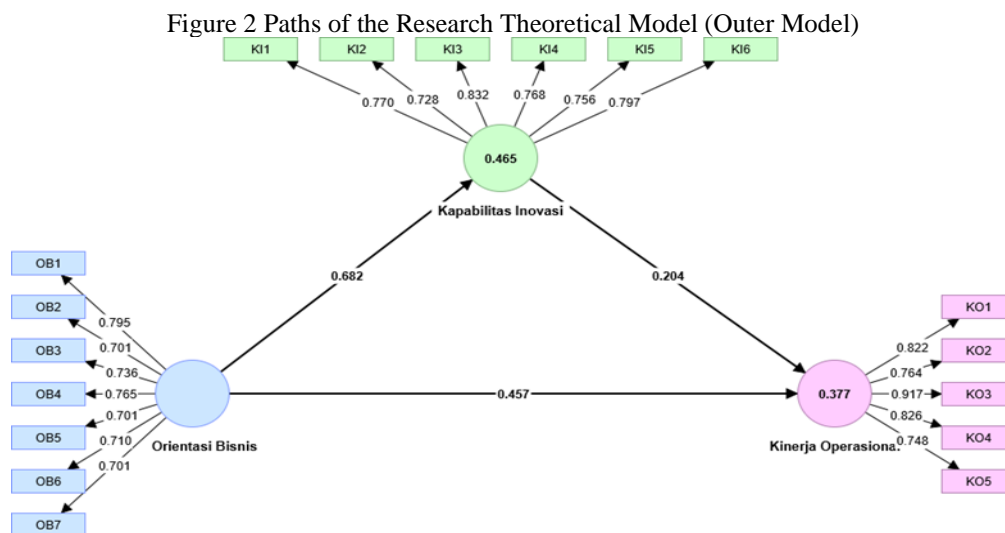 Figure 2 Paths of the Research Theoretical Model (Outer Model)
KI1 KI2 KI3 KI4 KI5 KI6
0.770 0.728 0.832 0.768 0.756 0.797
0.465
Kapabilitas Inovasi
0.682
0.204
OB1
OB2
OB3
OB4
OB5
OB6
OB7
0.795
0.701
0.736
0.765
0.701
0.710
0.701
Orientasi Bisnis
0.457
0.377
Kinerja Operasional
0.822
0.764
0.917
0.826
0.748
KO1
KO2
KO3
KO4
KO5